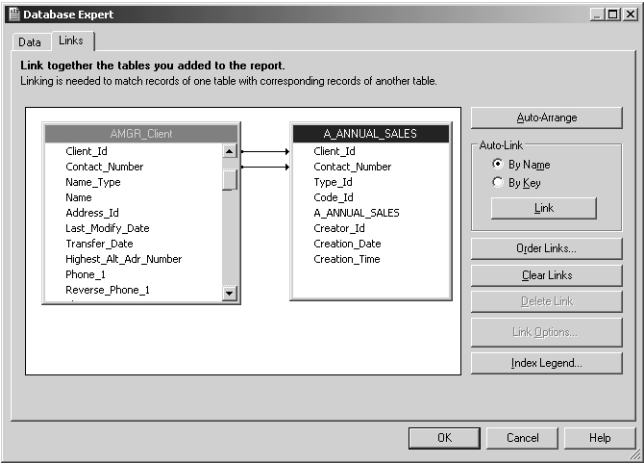 Database Expert
Data
Links
Link together the tables you added to the report.
Linking is needed to match records of one table with corresponding records of another table.
AMGR_Client
Client_Id
Contact_Number
Name_Type
Name
Address_Id
Last_Modify_Date
Transfer_Date
Highest_Alt_Adr_Number
Phone_1
Reverse_Phone_1
A_ANNUAL_SALES
Client_Id
Contact_Number
Type_Id
Code_Id
A_ANNUAL_SALES
Creator_Id
Creation_Date
Creation_Time
Auto-Arrange
Auto-Link
By Name
By Key
Link
Order Links...
Clear Links
Delete Link
Link Options...
Index Legend...
OK
Cancel
Help